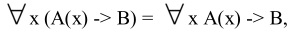 ∀ x (A(x) -> B) = ∀ x A(x) -> B,